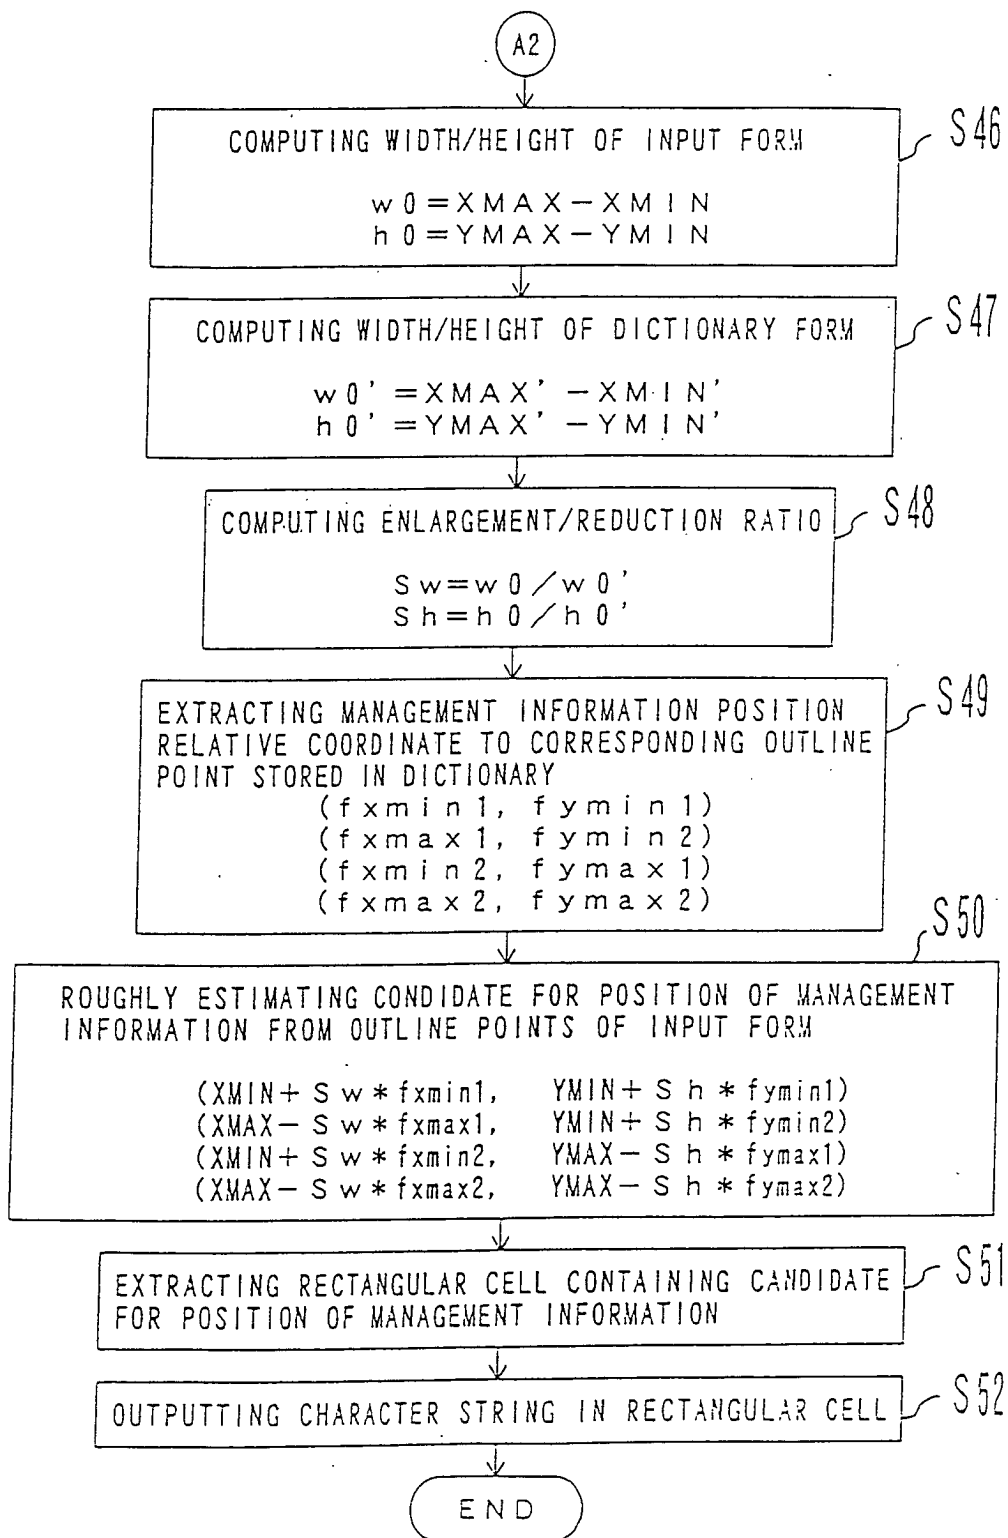 A2
COMPUTING WIDTH/HEIGHT OF INPUT FORM
S46
w0=XMAX-XMIN
h0=YMAX-YMIN
COMPUTING WIDTH/HEIGHT OF DICTIONARY FORM
S47
w0'=XMAX'-XMIN'
h0'=YMAX'-YMIN'
COMPUTING ENLARGEMENT/REDUCTION RATIO
S48
Sw=w0/w0'
Sh=h0/h0'
EXTRACTING MANAGEMENT INFORMATION POSITION
S49
RELATIVE COORDINATE TO CORRESPONDING OUTLINE
POINT STORED IN DICTIONARY
(fxmin1, fymin1)
(fxmax1, fymin2)
(fxmin2, fymax1)
(fxmax2, fymax2)
S50
ROUGHLY ESTIMATING CONDIDATE FOR POSITION OF MANAGEMENT
INFORMATION FROM OUTLINE POINTS OF INPUT FORM
(XMIN+Sw*fxmin1, YMIN+Sh*fymin1)
(XMAX-Sw*fxmax1, YMIN+Sh*fymin2)
(XMIN+Sw*fxmin2, YMAX-Sh*fymax1)
(XMAX-Sw*fxmax2, YMAX-Sh*fymax2)
EXTRACTING RECTANGULAR CELL CONTAINING CANDIDATE
S51
FOR POSITION OF MANAGEMENT INFORMATION
OUTPUTTING CHARACTER STRING IN RECTANGULAR CELL
S52
END